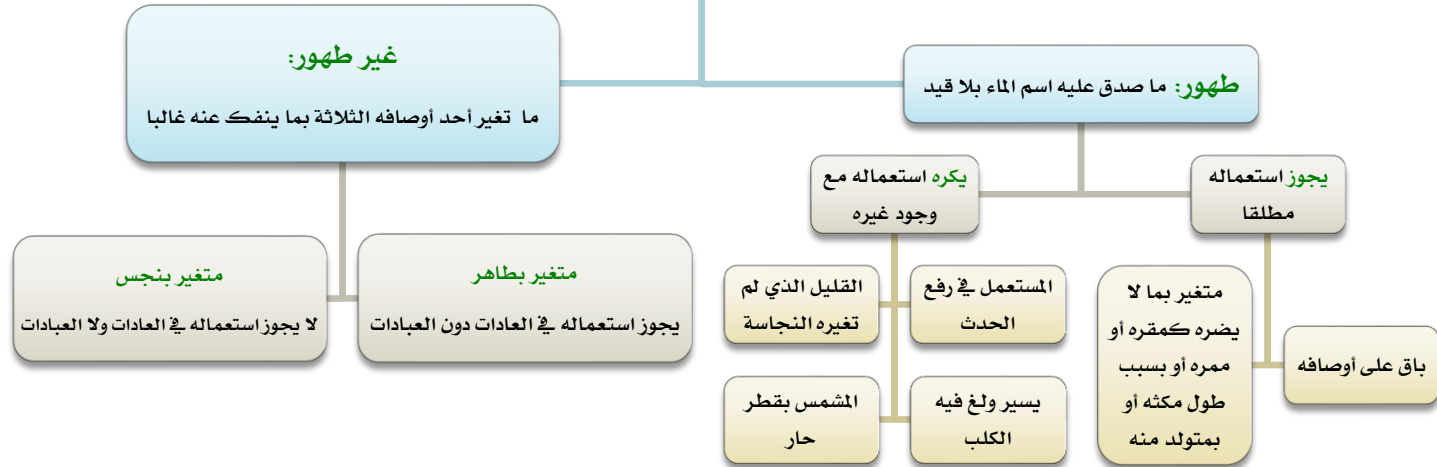 طهور: ما صدق عليه اسم الماء بلا قيد
يجوز استعماله
مطلقا
باق على أوصافه
متغير بما لا
يضره كمقره أو
ممره أو بسبب
طول مكثه أو
بمتولد منه
يكره استعماله مع
وجود غيره
المستعمل في رفع
الحدث
القليل الذي لم
تغيره النجاسة
يسير ولغ فيه
الكلب
المشمس بقطر
حار
غير طهور:
ما تغير أحد أوصافه الثلاثة بما ينفك عنه غالبا
متغير بطاهر
يجوز استعماله في العادات دون العبادات
متغير بنجس
لا يجوز استعماله في العادات ولا العبادات